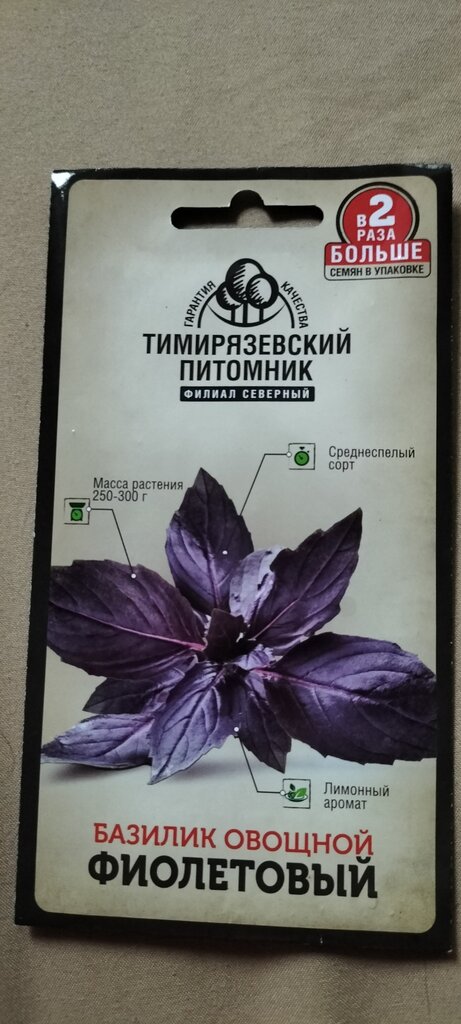 В 2
РАЗА
БОЛЬШЕ
СЕМЯН В УПАКОВКЕ
ГАРАНТИЯ КАЧЕСТВА
ТИМИРЯЗЕВСКИЙ
ПИТОМНИК
ФИЛИАЛ СЕВЕРНЫЙ
Среднеспелый
сорт
Масса растения
250-300 г
Лимонный
аромат
БАЗИЛИК ОВОЩНОЙ
ФИОЛЕТОВЫЙ